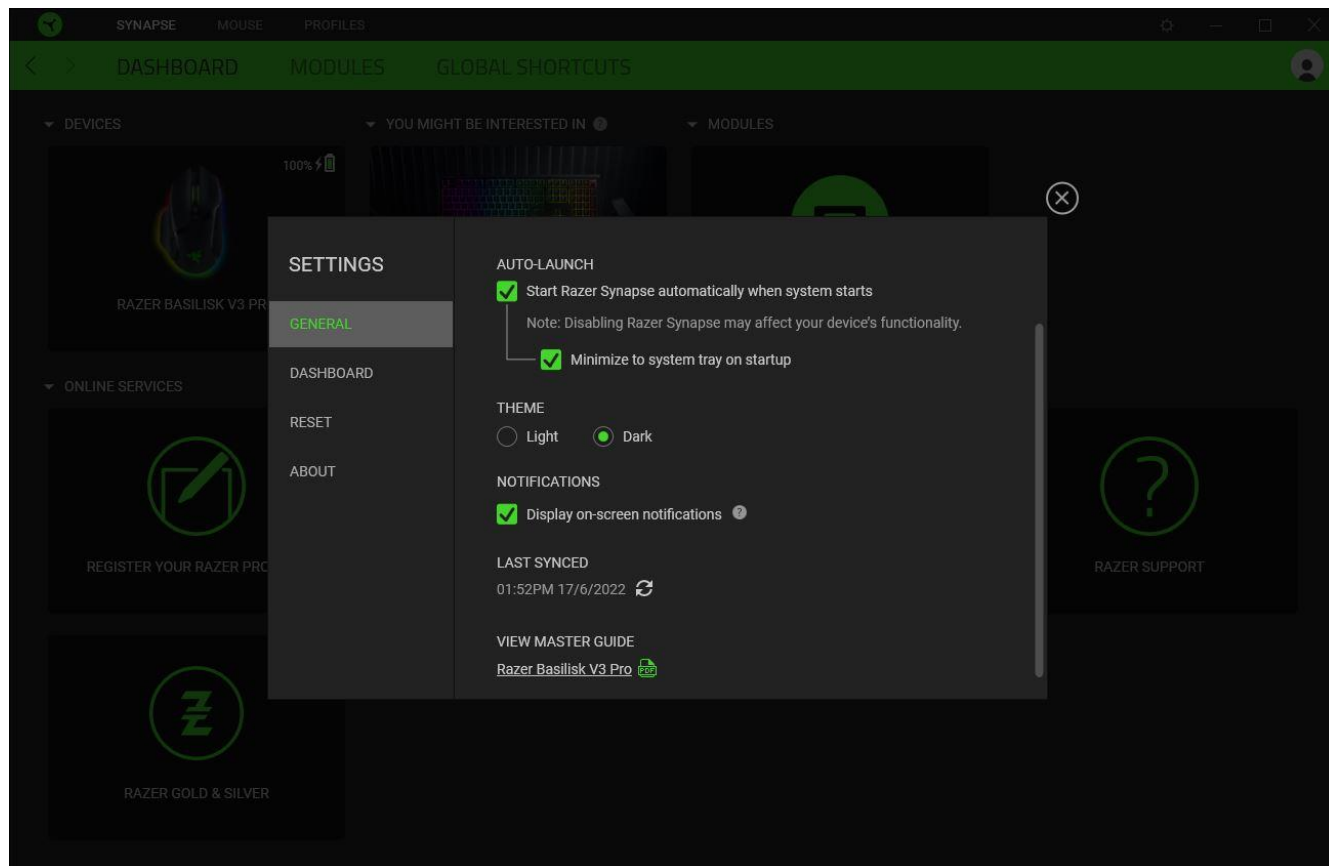 SYNAPSE MOUSE PROFILES
DASHBOARD MODULES GLOBAL SHORTCUTS
DEVICES
YOU MIGHT BE INTERESTED IN ?
MODULES
100%
RAZER BASILISK V3 PR
ONLINE SERVICES
REGISTER YOUR RAZER PRO
RAZER SUPPORT
RAZER GOLD & SILVER
SETTINGS
GENERAL
DASHBOARD
RESET
ABOUT
AUTO-LAUNCH
Start Razer Synapse automatically when system starts
Note: Disabling Razer Synapse may affect your device's functionality.
Minimize to system tray on startup
THEME
Light Dark
NOTIFICATIONS
Display on-screen notifications ?
LAST SYNCED
01:52PM 17/6/2022
VIEW MASTER GUIDE
Razer Basilisk V3 Pro PDF